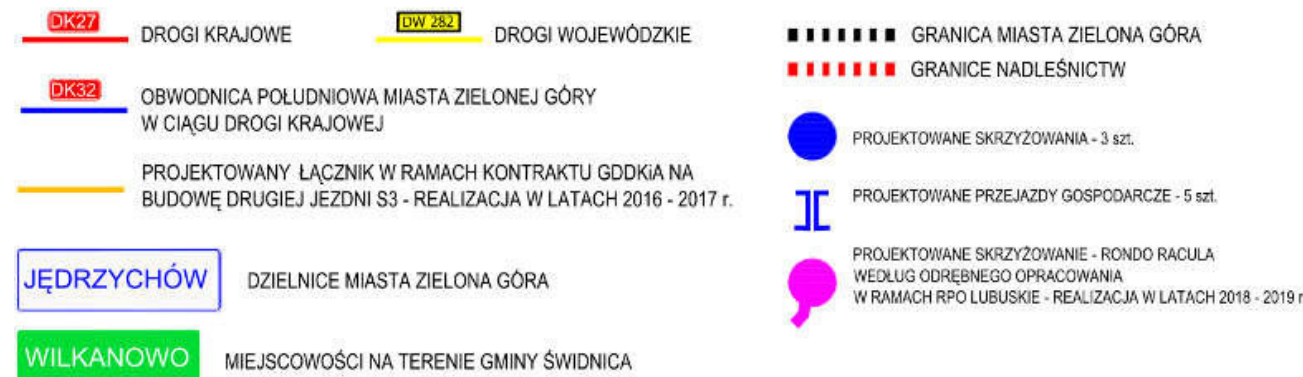 DK27 DROGI KRAJOWE
DW 282 DROGI WOJEWÓDZKIE
DK32 OBWODNICA POŁUDNIOWA MIASTA ZIELONEJ GÓRY
W CIĄGU DROGI KRAJOWEJ
PROJEKTOWANY ŁĄCZNIK W RAMACH KONTRAKTU GDDKiA NA
BUDOWĘ DRUGIEJ JEZDNI S3 - REALIZACJA W LATACH 2016 - 2017 r.
JĘDRZYCHÓW DZIELNICE MIASTA ZIELONA GÓRA
WILKANOWO MIEJSCOWOŚCI NA TERENIE GMINY ŚWIDNICA
GRANICA MIASTA ZIELONA GÓRA
GRANICE NADLEŚNICTW
PROJEKTOWANE SKRZYŻOWANIA - 3 szt.
PROJEKTOWANE PRZEJAZDY GOSPODARCZE - 5 szt.
PROJEKTOWANE SKRZYŻOWANIE - RONDO RACULA
WEDŁUG ODRĘBNEGO OPRACOWANIA
W RAMACH RPO LUBUSKIE - REALIZACJA W LATACH 2018 - 2019 r